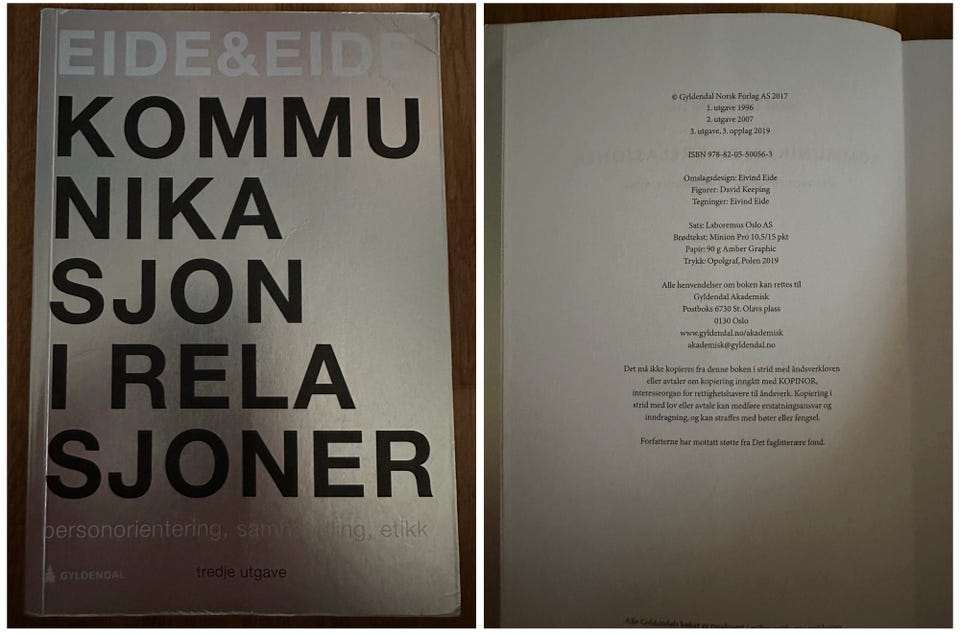 EIDE&EIDE
KOMMU
NIKA
SJON
I RELA
SJONER
personorientering, samhandling, etikk
GYLDENDAL
tredje utgave
© Gyldendal Norsk Forlag AS 2017
1. utgave 1996
2. utgave 2007
3. utgave, 3. opplag 2019
ISBN 978-82-05-50056-3
Omslagsdesign: Eivind Eide
Figurer: David Keeping
Tegninger: Eivind Eide
Sats: Laboremus Oslo AS
Brødtekst: Minion Pro 10,5/15 pkt
Papir: 90 g Amber Graphic
Trykk: Opolgraf, Polen 2019
Alle henvendelser om boken kan rettes til
Gyldendal Akademisk
Postboks 6730 St. Olavs plass
0130 Oslo
www.gyldendal.no/akademisk
akademisk@gyldendal.no
Det må ikke kopieres fra denne boken i strid med åndsverkloven
eller avtaler om kopiering inngått med KOPINOR,
interesseorgan for rettighetshavere til åndsverk. Kopiering i
strid med lov eller avtale kan medføre erstatningsansvar og
inndragning, og kan straffes med bøter eller fengsel.
Forfatterne har mottatt støtte fra Det faglitterære fond.
Alle Gyldendals bøker er produsert i